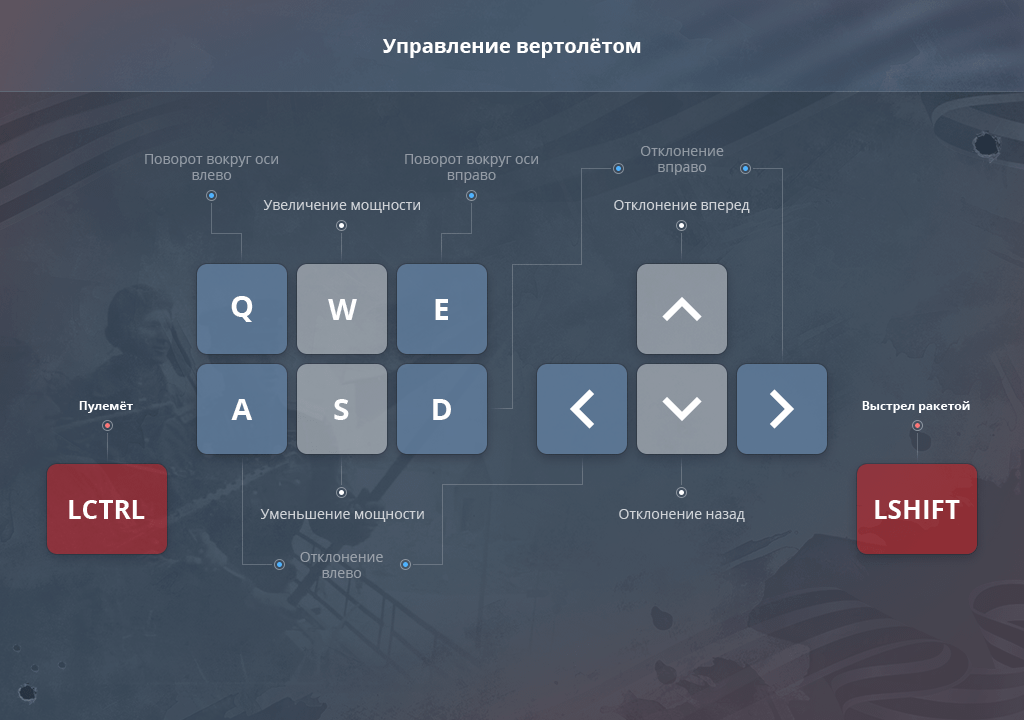 Управление вертолётом
Поворот вокруг оси
влево
Поворот вокруг оси
вправо
Отклонение
вправо
Увеличение мощности
Отклонение вперед
Q
W
E
A
S
D
Пулемёт
Выстрел ракетой
LCTRL
LSHIFT
Уменьшение мощности
Отклонение назад
Отклонение
влево